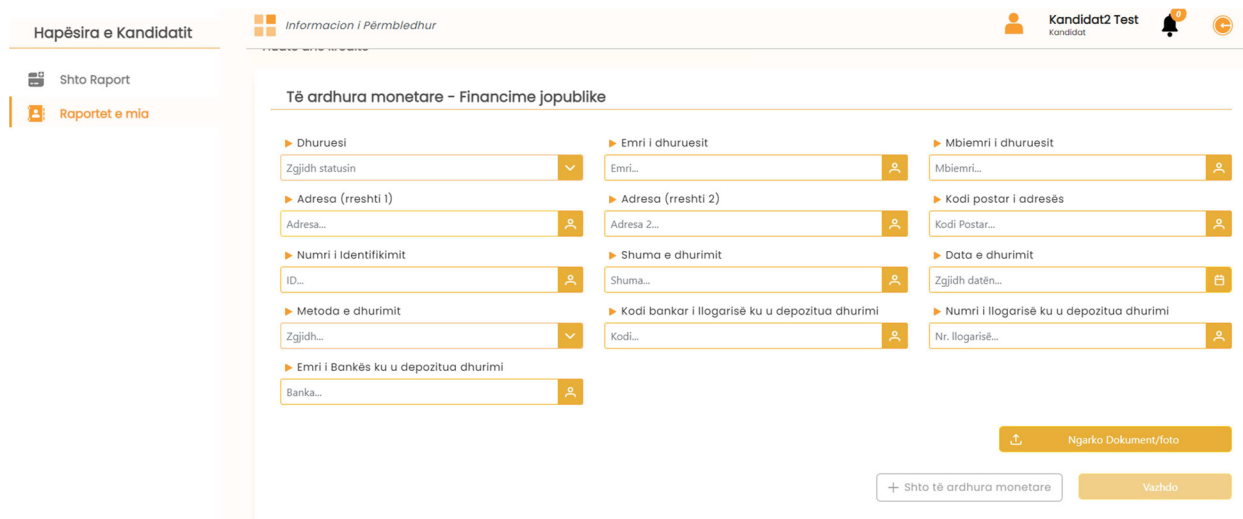 Hapësira e Kandidatit
Shto Raport
Raportet e mia
Informacion i Përmbledhur
Kandidat2 Test
Kandidat
0
Të ardhura monetare - Financime jopublike
Dhuruesi
Emri i dhuruesit
Mbiemri i dhuruesit
Zgjidh statusin
Emri...
Mbiemri...
Adresa (rreshti 1)
Adresa (rreshti 2)
Kodi postar i adresës
Adresa...
Adresa 2...
Kodi Postar...
Numri i Identifikimit
Shuma e dhurimit
Data e dhurimit
ID...
Shuma...
Zgjidh datën...
Metoda e dhurimit
Kodi bankar i llogarisë ku u depozitua dhurimi
Numri i llogarisë ku u depozitua dhurimi
Zgjidh...
Kodi...
Nr. llogarisë...
Emri i Bankës ku u depozitua dhurimi
Banka...
Ngarko Dokument/foto
+ Shto të ardhura monetare
Vazhdo